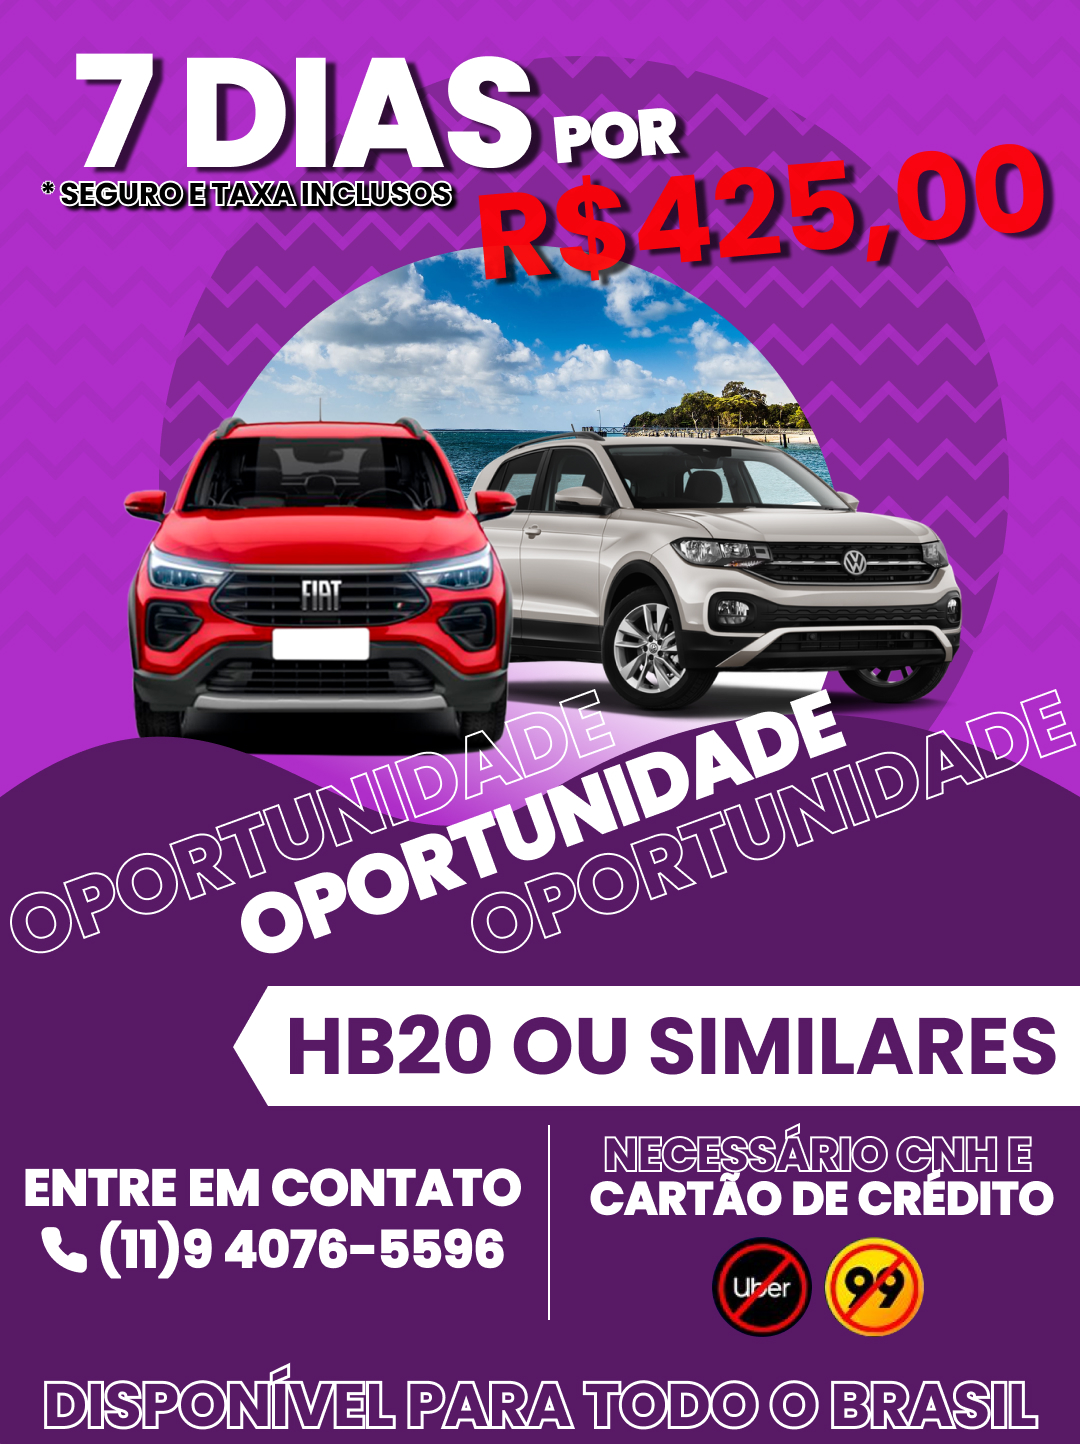 7 DIAS
POR
R$425,00
* SEGURO E TAXA INCLUSOS
FIAT
OPORTUNIDADE
OPORTUNIDADE
OPORTUNIDADE
HB20 OU SIMILARES
ENTRE EM CONTATO
(11)9 4076-5596
NECESSÁRIO CNH E
CARTÃO DE CRÉDITO
Uber
99
DISPONÍVEL PARA TODO O BRASIL